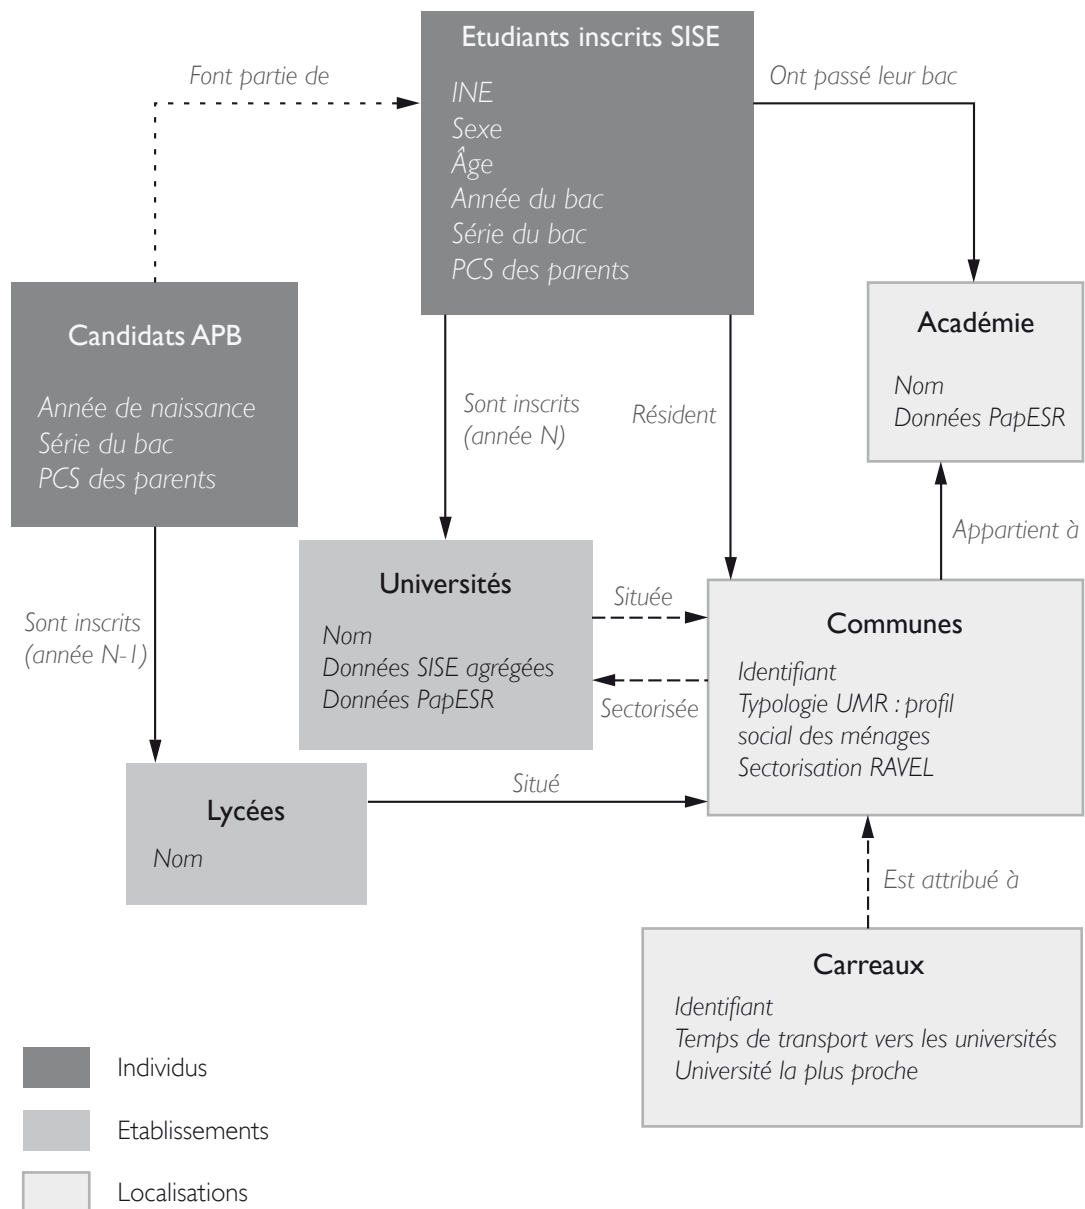 Etudiants inscrits SISE
INE
Sexe
Âge
Année du bac
Série du bac
PCS des parents
Font partie de
Ont passé leur bac
Candidats APB
Année de naissance
Série du bac
PCS des parents
Académie
Nom
Données PapESR
Sont inscrits
(année N)
Résident
Appartient à
Universités
Nom
Données SISE agrégées
Données PapESR
Située
Sectorisée
Communes
Identifiant
Typologie UMR : profil
social des ménages
Sectorisation RAVEL
Sont inscrits
(année N-1)
Lycées
Nom
Situé
Est attribué à
Carreaux
Identifiant
Temps de transport vers les universités
Université la plus proche
Individus
Etablissements
Localisations